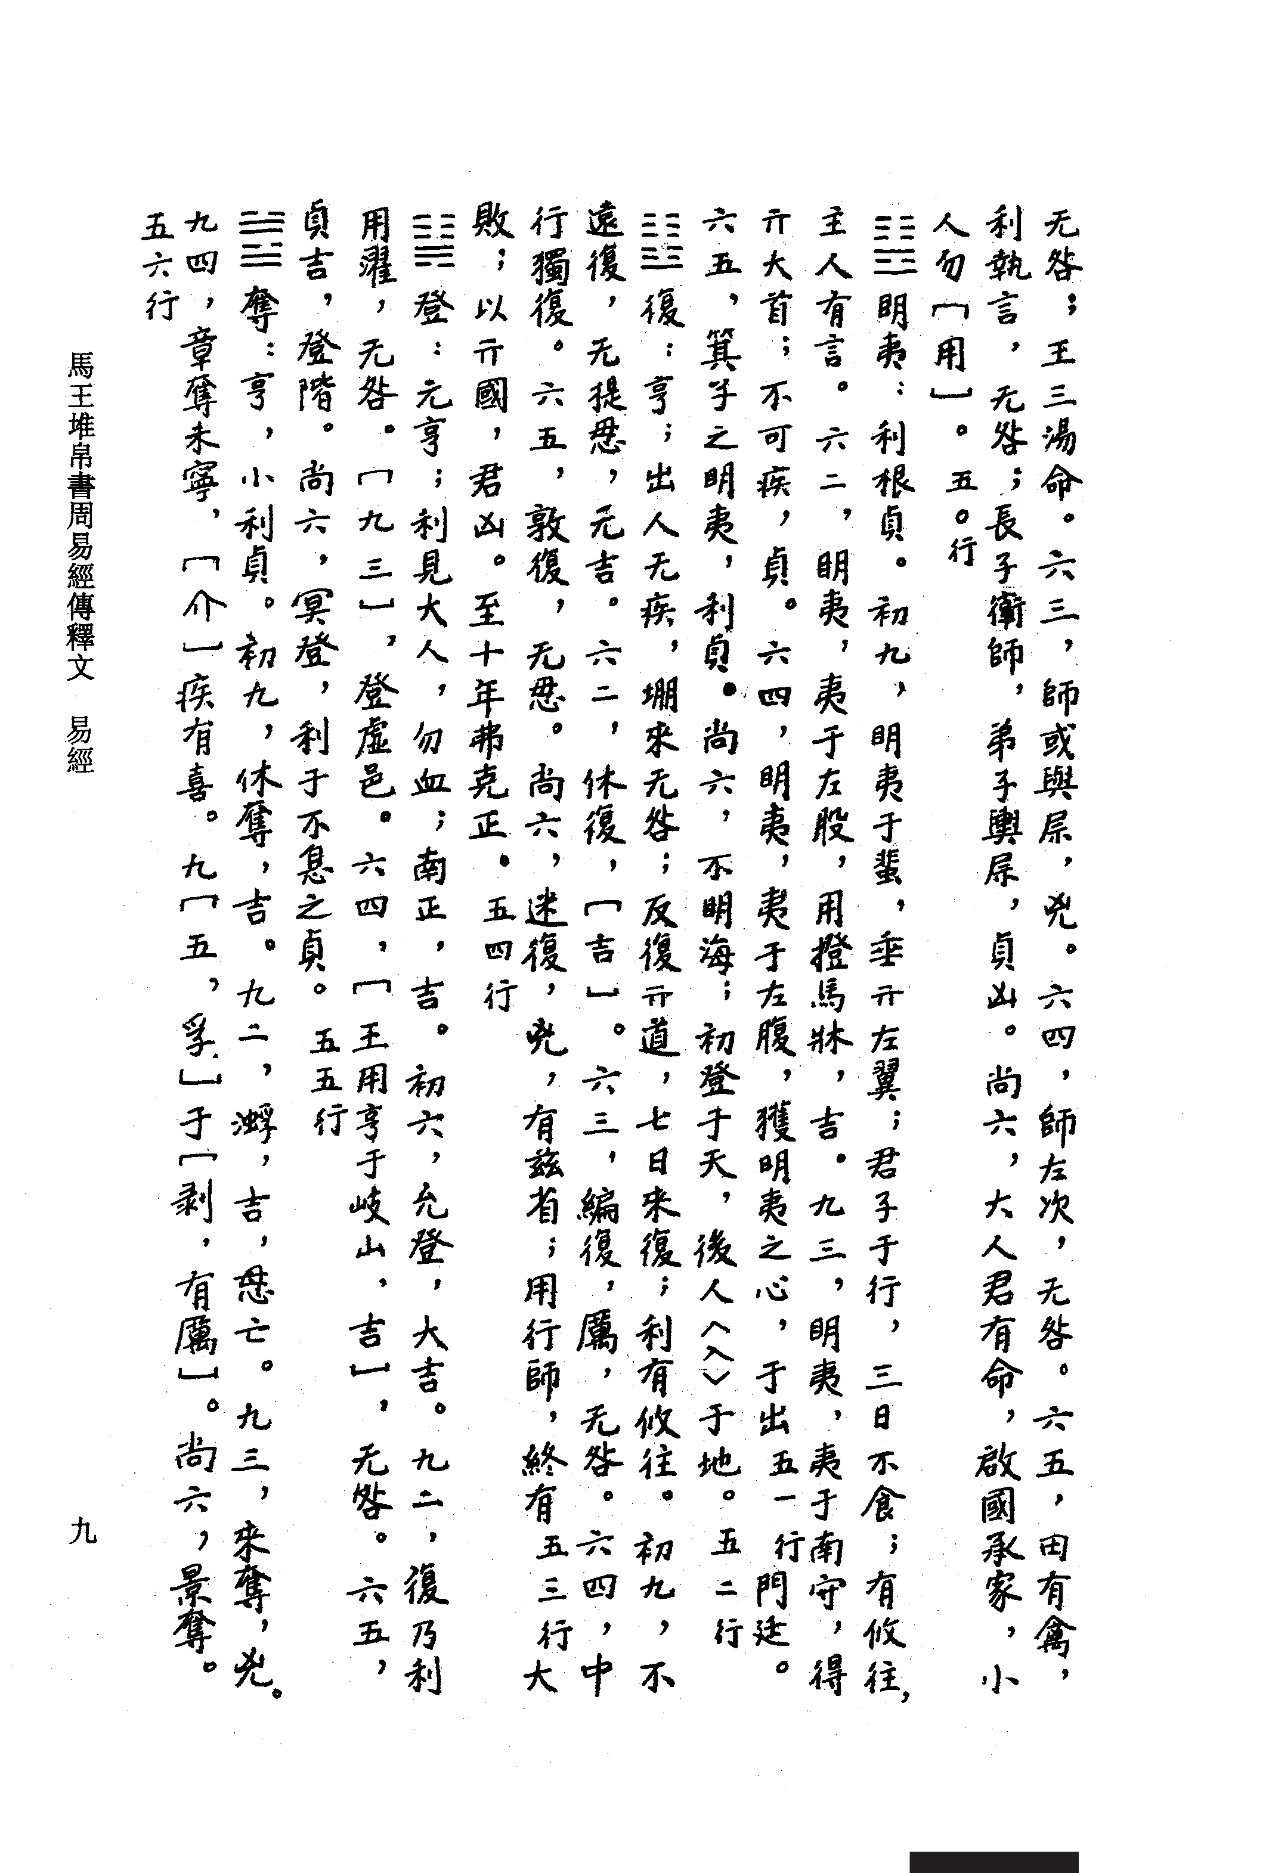 无咎；王三湯命。六三，師或與㞓，兇。六四，師左次，无咎。六五，田有禽，
利執言，无咎；長子衛師，弟子輿㞓，貞凶。尚六，大人君有命，啟國承家，小
人勿［用］。五〇行
䷣明夷：利根貞。初九，明夷于蜚，垂亓左翼；君子于行，三日不食；有攸往，
主人有言。六二，明夷，夷于左股，用撜馬牀，吉。九三，明夷，夷于南守，得
亓大首；不可疾，貞。六四，明夷，夷于左腹，獲明夷之心，于出五一行門廷。
六五，箕子之明夷，利貞。尚六，不明海；初登于天，後人〈入〉于地。五二行
䷗復：亨；出人无疾，堋來无咎；反復亓道，七日來復；利有攸往。初九，不
遠復，无提𢘓，元吉。六二，休復，［吉］。六三，編復，厲，无咎。六四，中
行獨復。六五，敦復，无𢘓。尚六，迷復，兇，有兹省；用行師，終有五三行大
敗；以亓國，君凶。至十年弗克正。五四行
䷭登：元亨；利見大人，勿血；南正，吉。初六，允登，大吉。九二，復乃利
用濯，无咎。［九三］，登虛邑。六四，［王用亨于岐山，吉］，无咎。六五，
貞吉，登階。尚六，冥登，利于不息之貞。五五行
䷹奪：亨，小利貞。初九，休奪，吉。九二，䍖，吉，𢘓亡。九三，來奪，兇。
九四，章奪未寧，［介］疾有喜。九［五，孚］于［剥，有厲］。尚六，景奪。
五六行
馬王堆帛書周易經傳釋文　易經
九